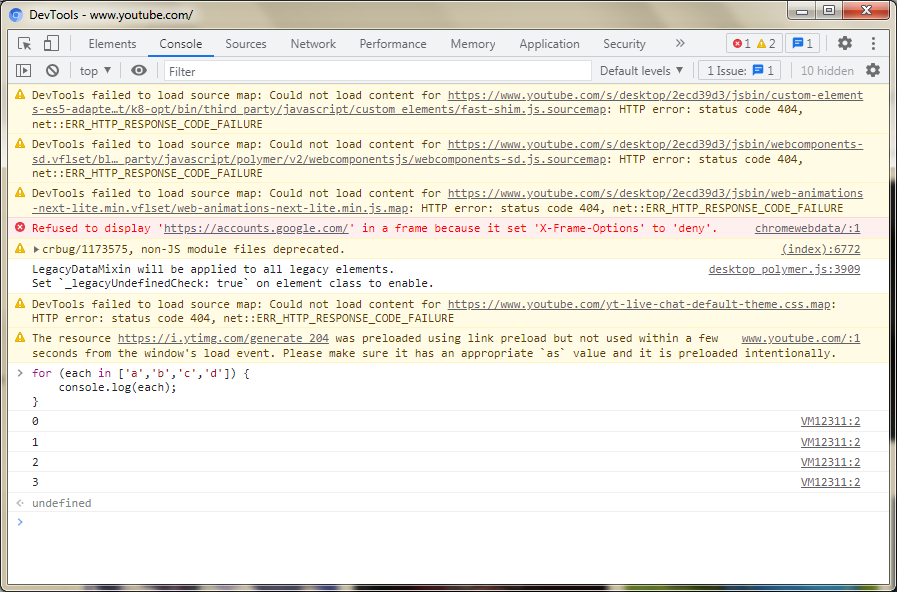 DevTools - www.youtube.com/
Elements Console Sources Network Performance Memory Application Security » 1 2 1
top ▼ Filter Default levels ▼ 1 Issue: 1 10 hidden
DevTools failed to load source map: Could not load content for https://www.youtube.com/s/desktop/2ecd39d3/jsbin/custom-element
s-es5-adapte…t/k8-opt/bin/third_party/javascript/custom_elements/fast-shim.js.sourcemap: HTTP error: status code 404,
net::ERR_HTTP_RESPONSE_CODE_FAILURE
DevTools failed to load source map: Could not load content for https://www.youtube.com/s/desktop/2ecd39d3/jsbin/webcomponents-
sd.vflset/bl…_party/javascript/polymer/v2/webcomponentsjs/webcomponents-sd.js.sourcemap: HTTP error: status code 404,
net::ERR_HTTP_RESPONSE_CODE_FAILURE
DevTools failed to load source map: Could not load content for https://www.youtube.com/s/desktop/2ecd39d3/jsbin/web-animations
-next-lite.min.vflset/web-animations-next-lite.min.js.map: HTTP error: status code 404, net::ERR_HTTP_RESPONSE_CODE_FAILURE
Refused to display 'https://accounts.google.com/' in a frame because it set 'X-Frame-Options' to 'deny'. chromewebdata/:1
▶crbug/1173575, non-JS module files deprecated. (index):6772
LegacyDataMixin will be applied to all legacy elements. desktop_polymer.js:3909
Set `_legacyUndefinedCheck: true` on element class to enable.
DevTools failed to load source map: Could not load content for https://www.youtube.com/yt-live-chat-default-theme.css.map:
HTTP error: status code 404, net::ERR_HTTP_RESPONSE_CODE_FAILURE
The resource https://i.ytimg.com/generate_204 was preloaded using link preload but not used within a few www.youtube.com/:1
seconds from the window's load event. Please make sure it has an appropriate `as` value and it is preloaded intentionally.
> for (each in ['a','b','c','d']) {
console.log(each);
}
0 VM12311:2
1 VM12311:2
2 VM12311:2
3 VM12311:2
undefined
>